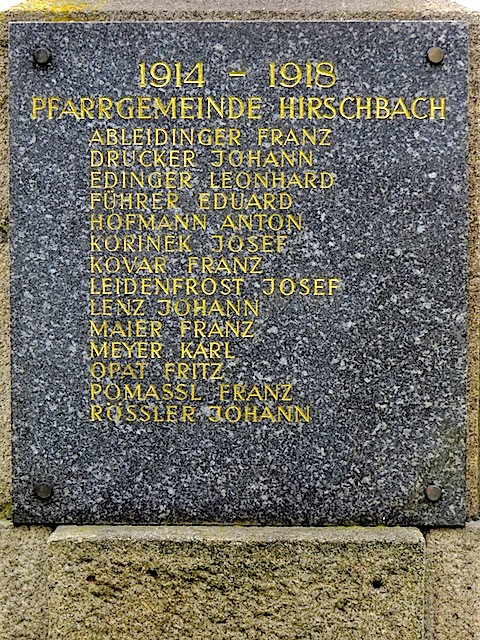 1914 - 1918
PFARRGEMEINDE HIRSCHBACH
ABLEIDINGER FRANZ
DRUCKER JOHANN
EDINGER LEONHARD
FÜHRER EDUARD
HOFMANN ANTON
KORINEK JOSEF
KOVAR FRANZ
LEIDENFROST JOSEF
LENZ JOHANN
MAIER FRANZ
MEYER KARL
OPAT FRITZ
POMASSL FRANZ
RÖSSLER JOHANN